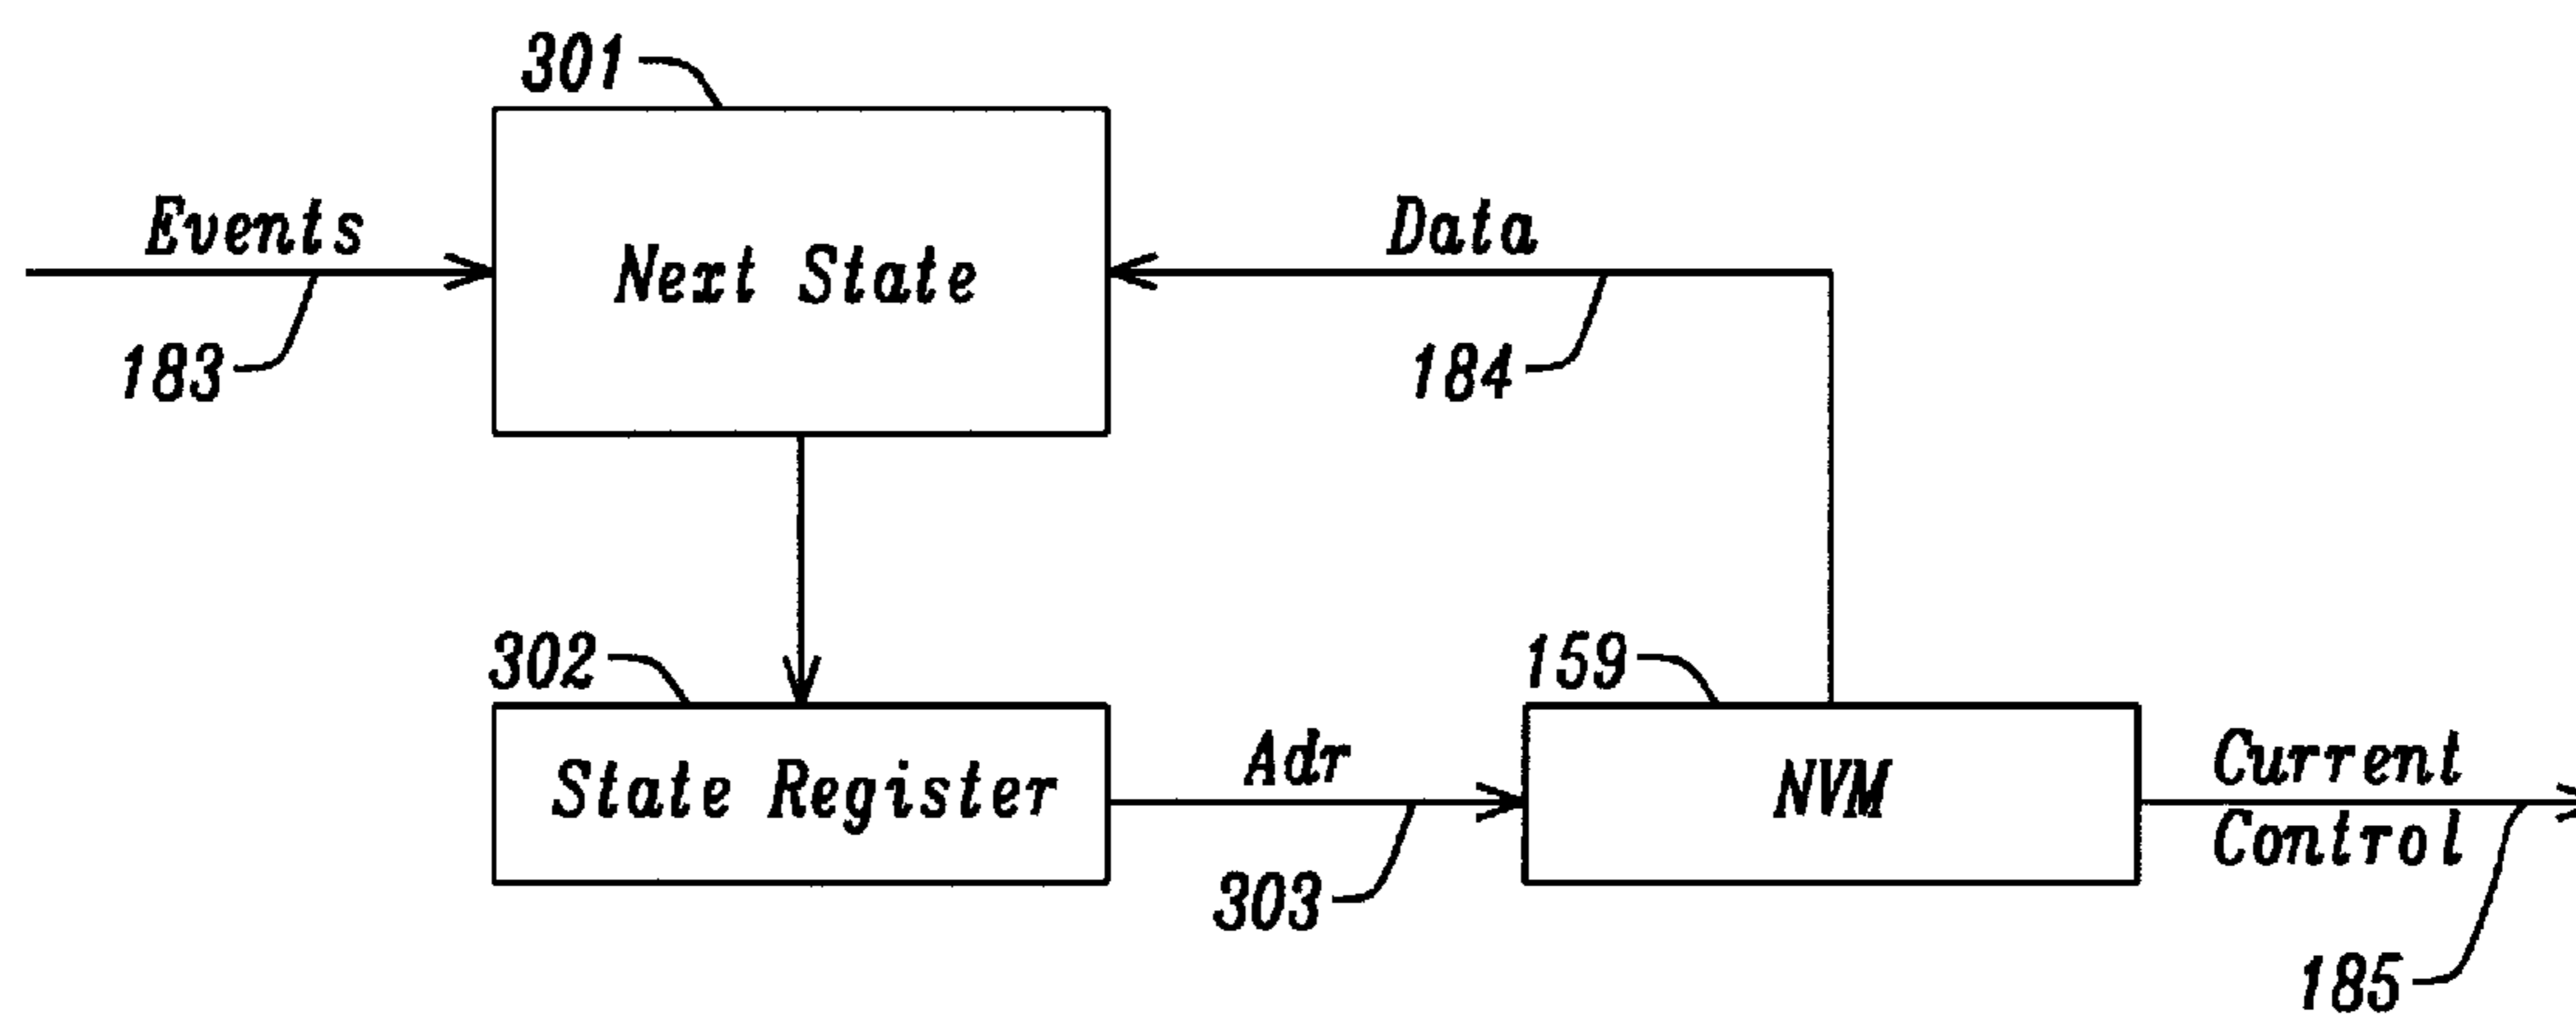 301
Events
Next State
Data
183
184
302
159
State Register
Adr
NVM
Current
Control
303
185